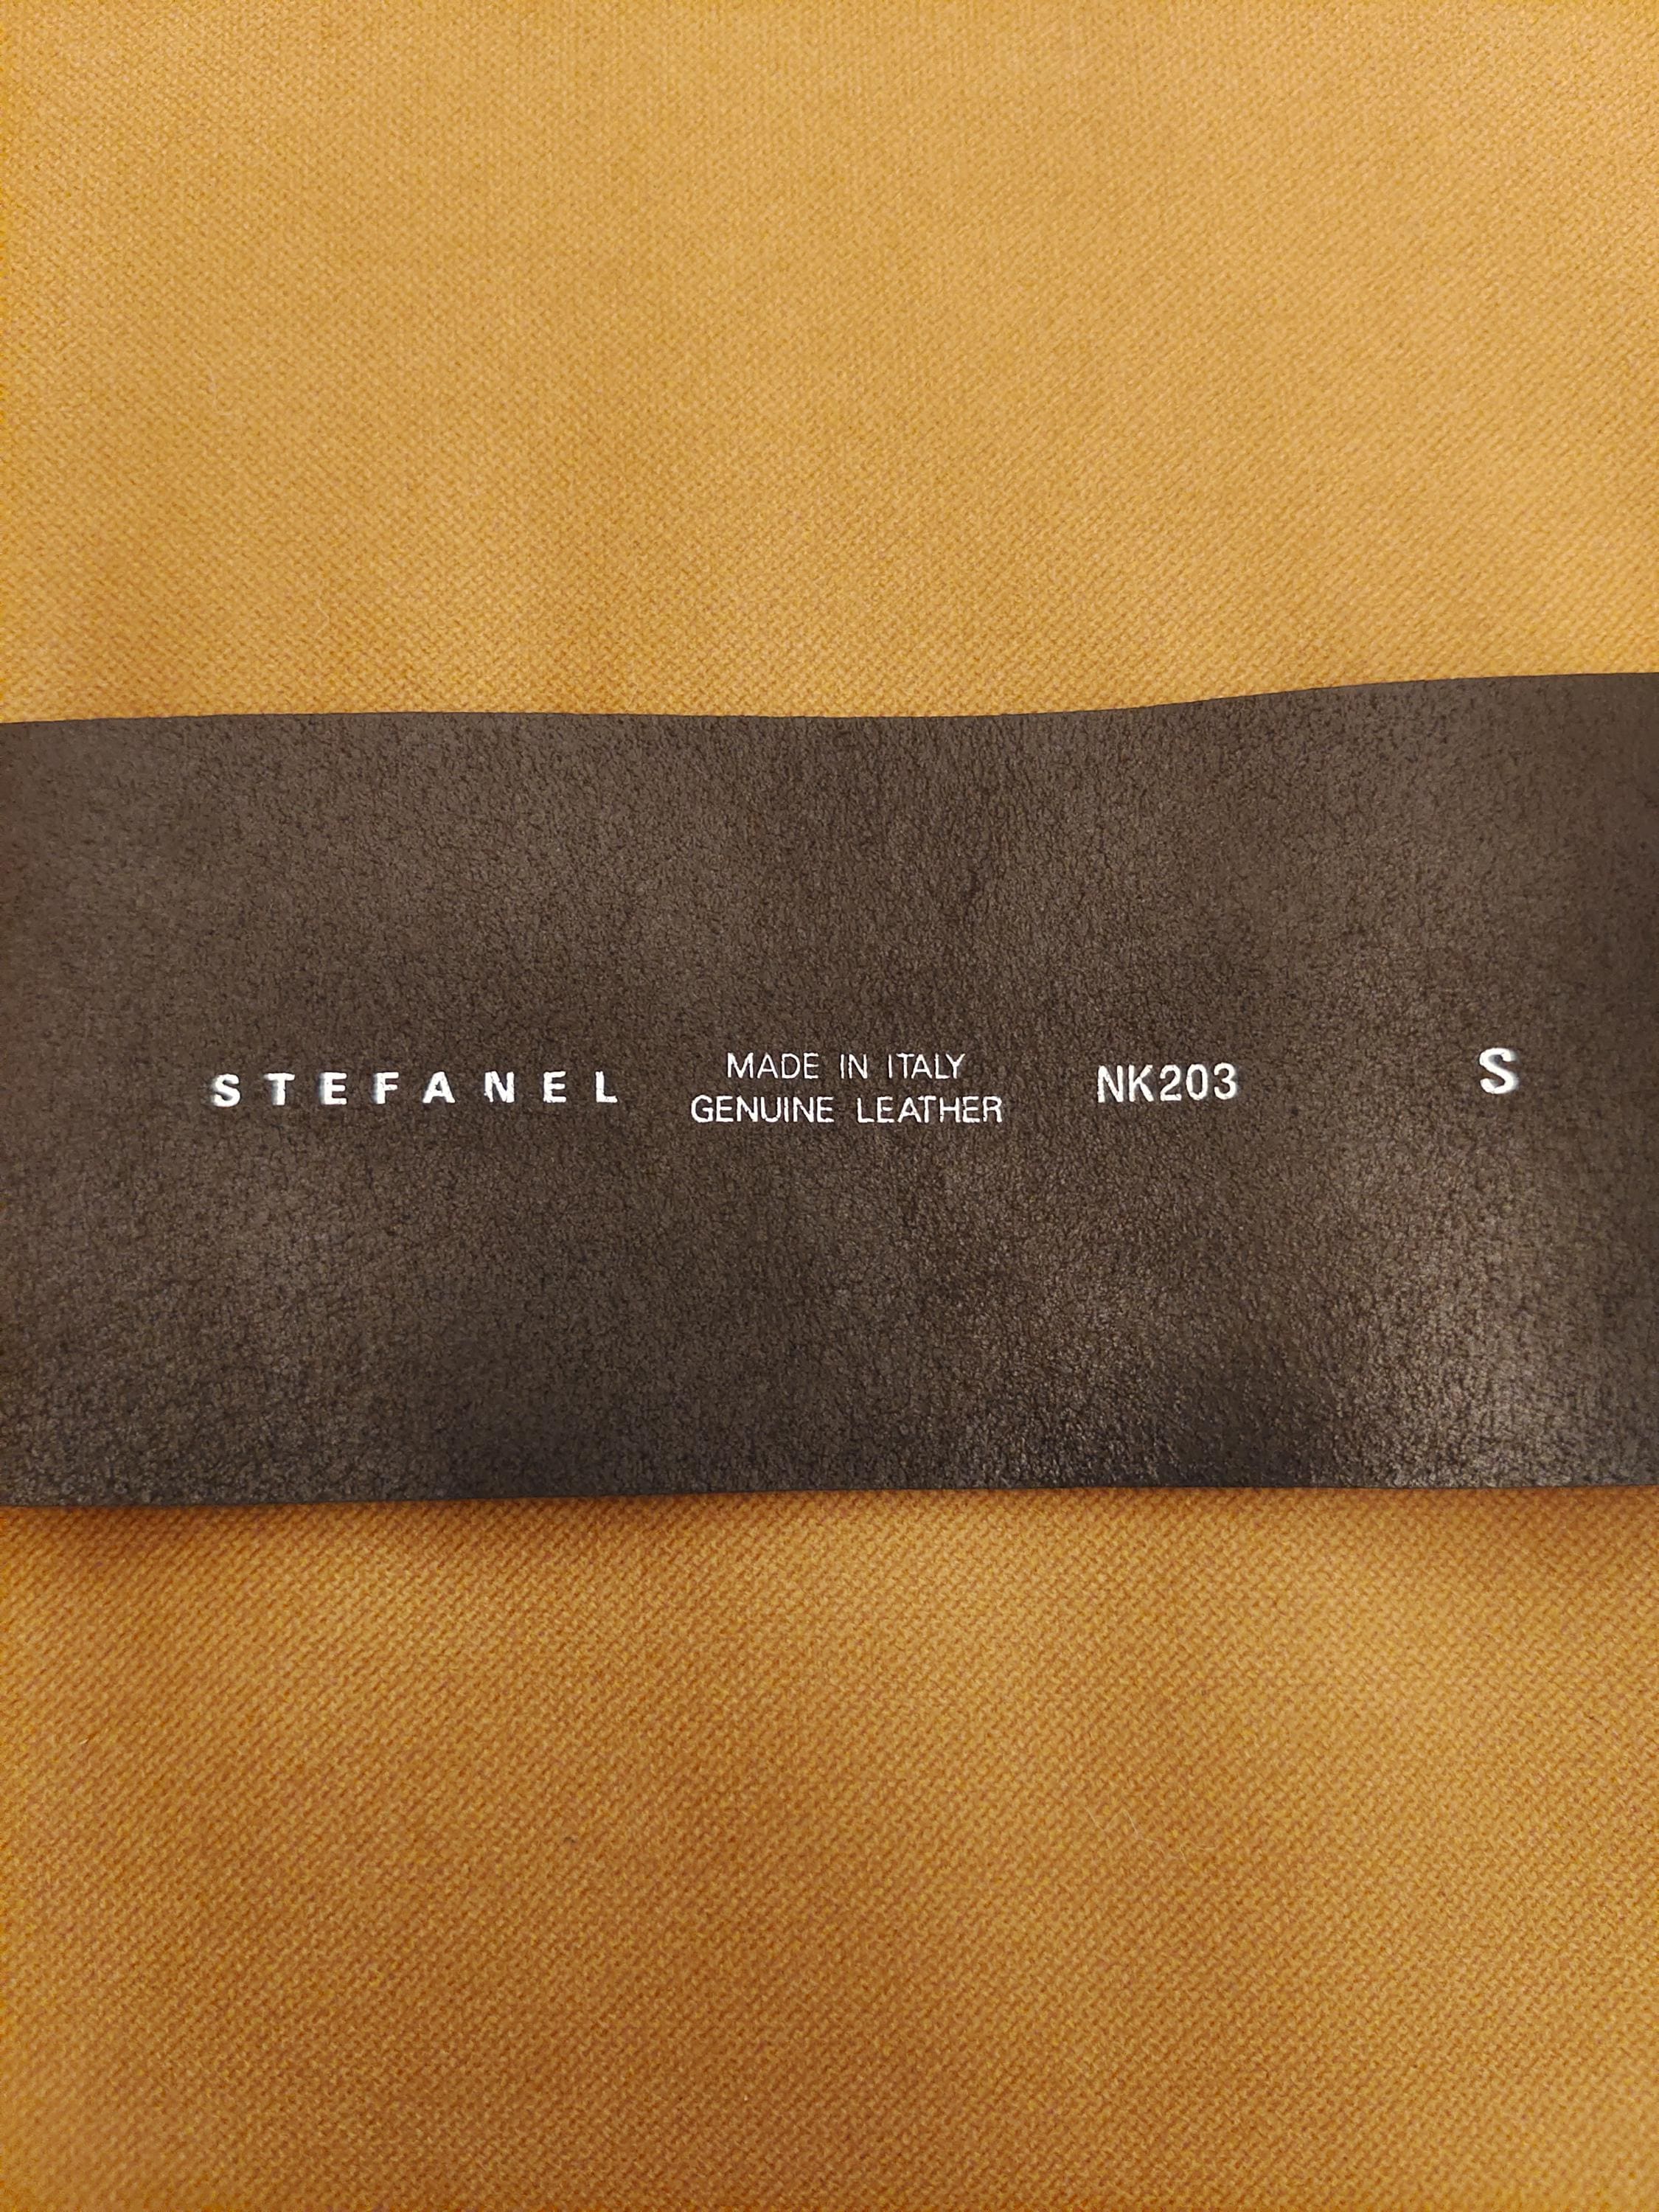 STEFANEL
MADE IN ITALY
GENUINE LEATHER
NK203
S